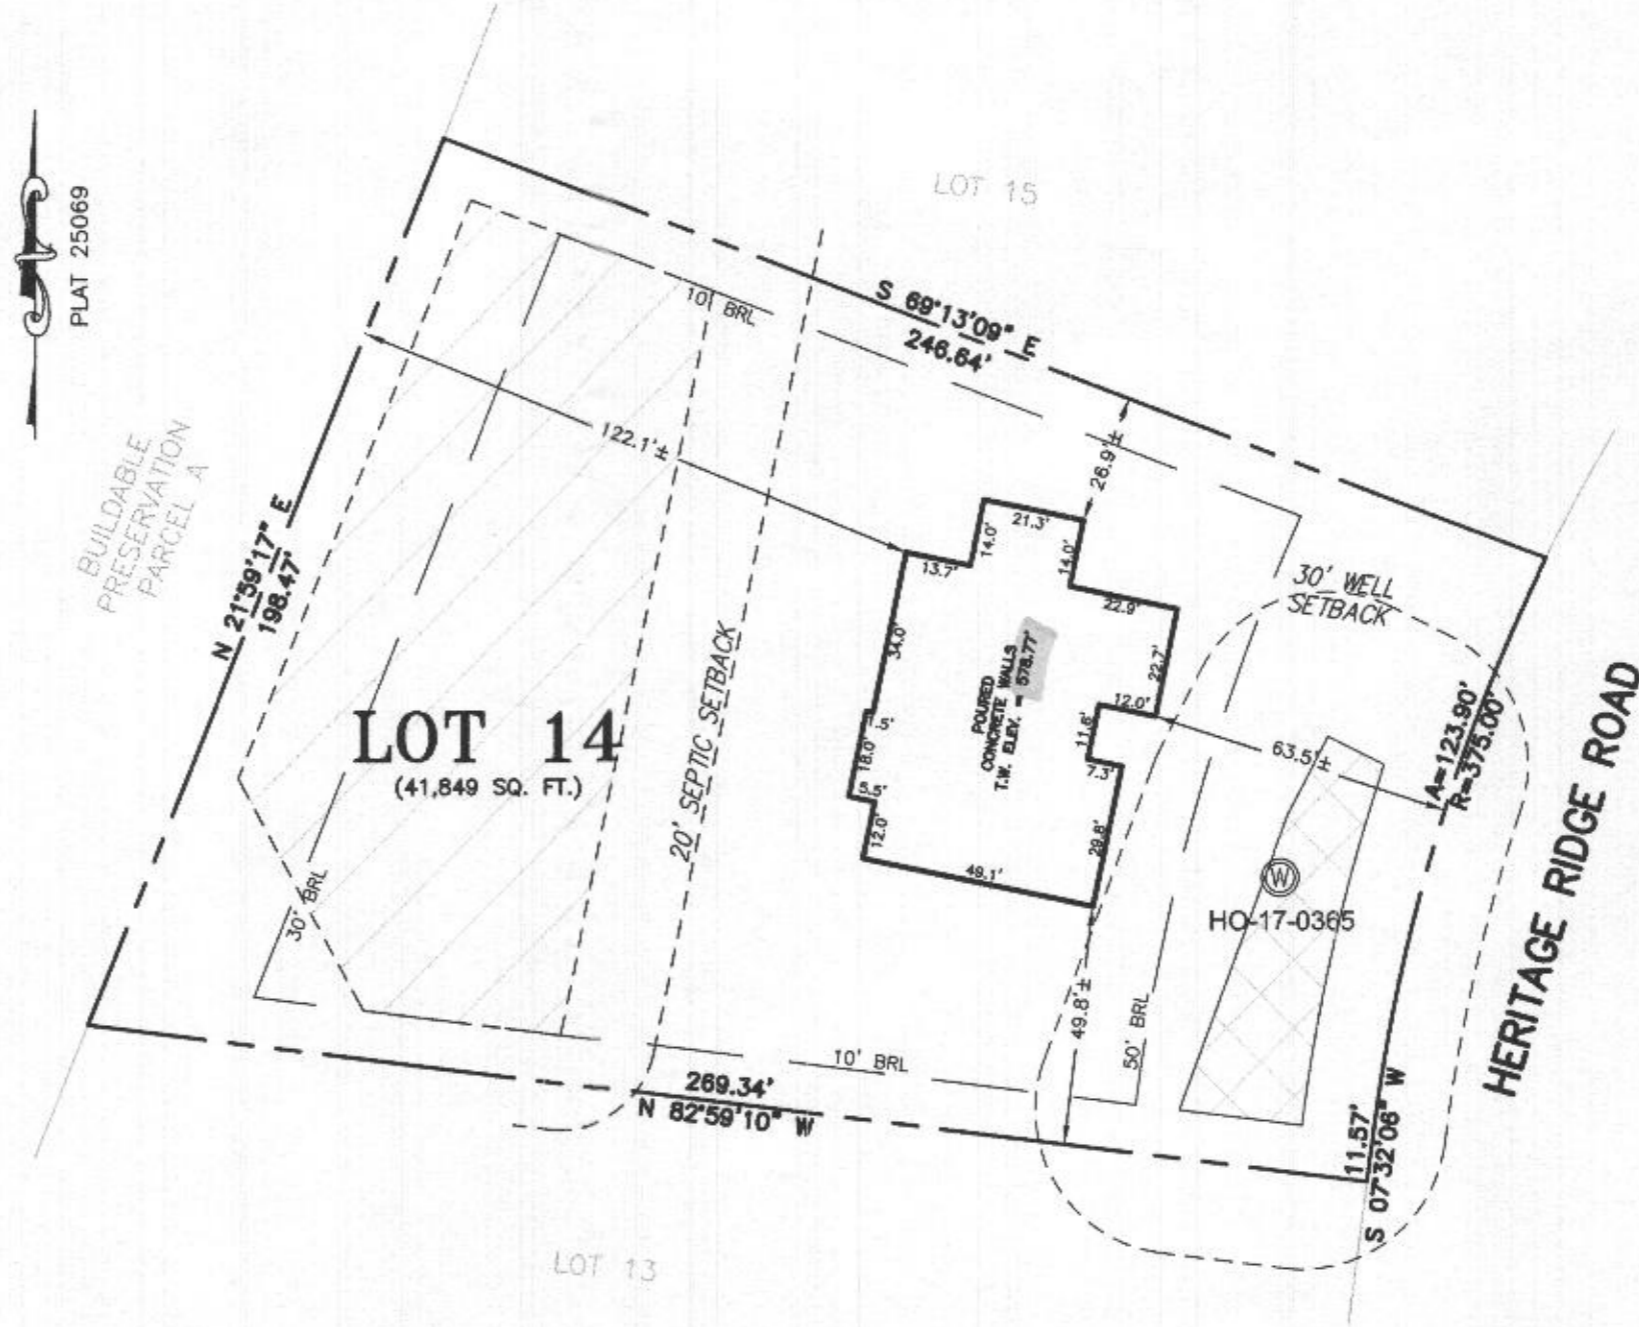 PLAT 25069
LOT 15
S 69°13'09" E
246.64'
10' BRL
BUILDABLE
PRESERVATION
PARCEL A
N 21°59'17" E
198.47'
122.1'±
26.9'±
21.3'
14.0'
14.0'
13.7'
22.9'
30' WELL
SETBACK
34.0'
POURED
CONCRETE WALLS
T.W. ELEV. = 578.77'
22.7'
12.0'
11.6'
7.3'
18.0'
5.5'
12.0'
29.8'
49.1'
63.5'±
A=123.90'
R=375.00'
HERITAGE RIDGE ROAD
LOT 14
(41,849 SQ. FT.)
20' SEPTIC SETBACK
W
HO-17-0365
30' BRL
49.8'±
50' BRL
10' BRL
269.34'
N 82°59'10" W
11.57'
S 07°32'06" W
LOT 13